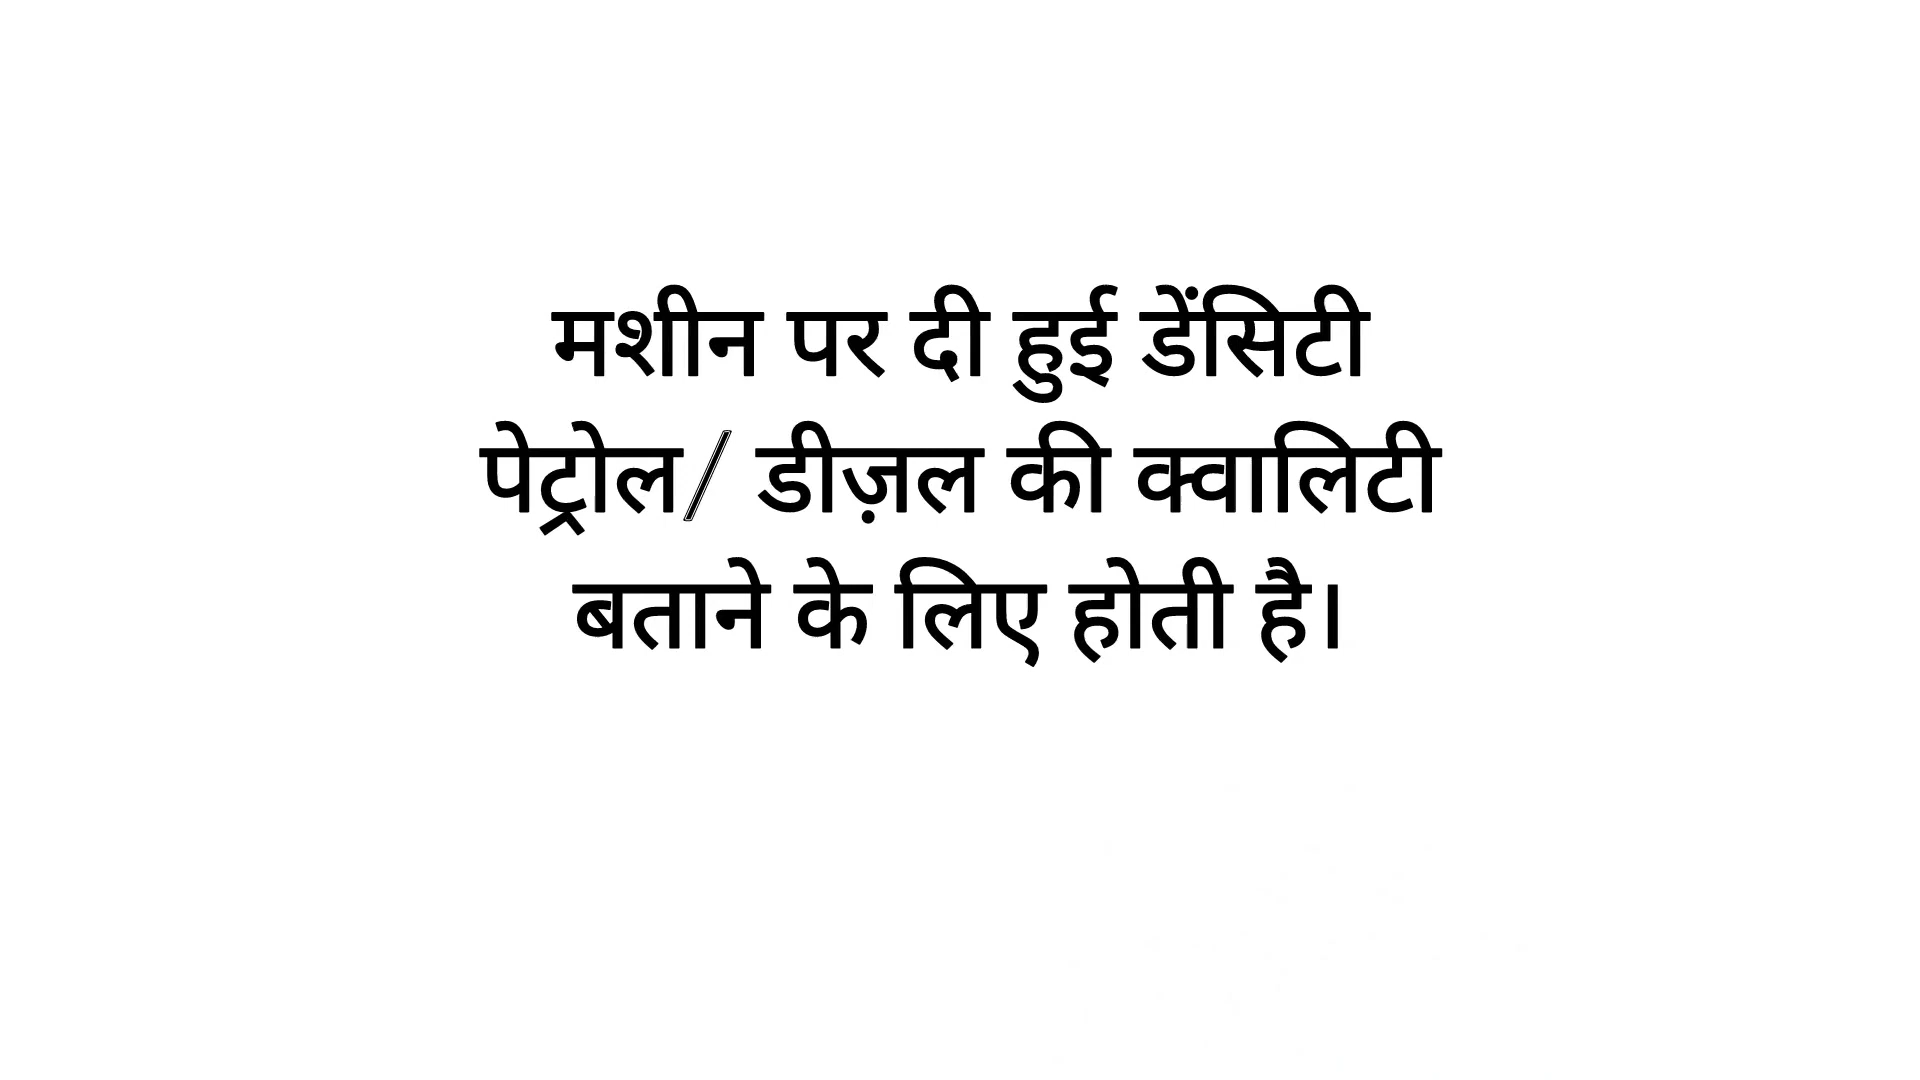 मशीन पर दी हुई डेंसिटी
पेट्रोल/ डीज़ल की क्वालिटी
बताने के लिए होती है।